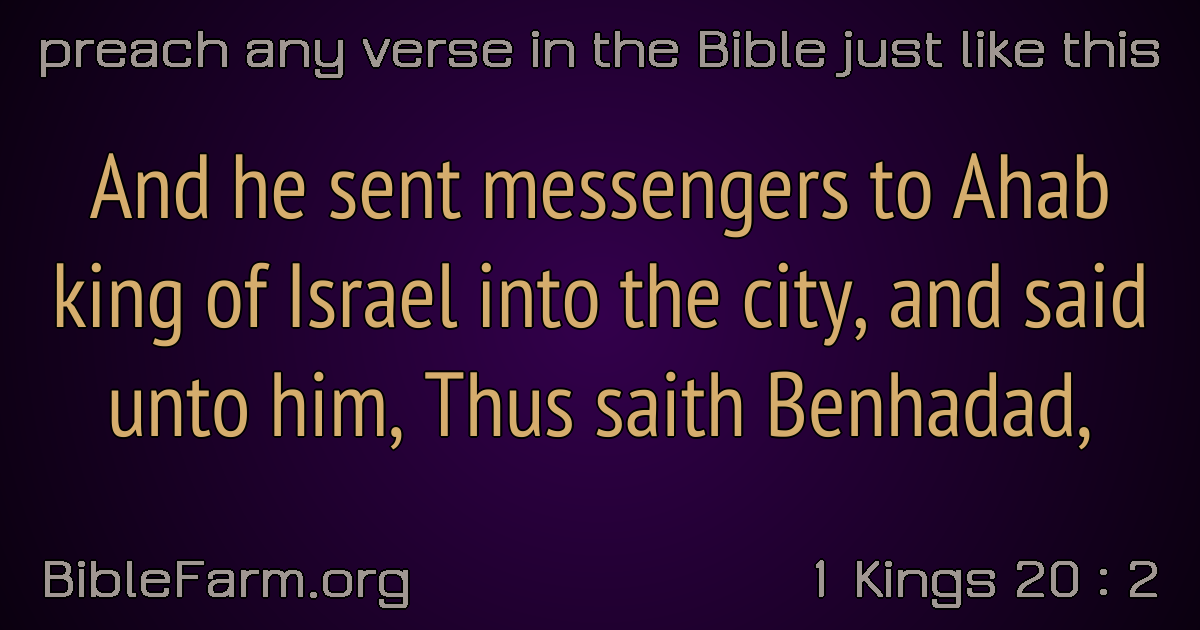 preach any verse in the Bible just like this
And he sent messengers to Ahab
king of Israel into the city, and said
unto him, Thus saith Benhadad,
BibleFarm.org
1 Kings 20 : 2